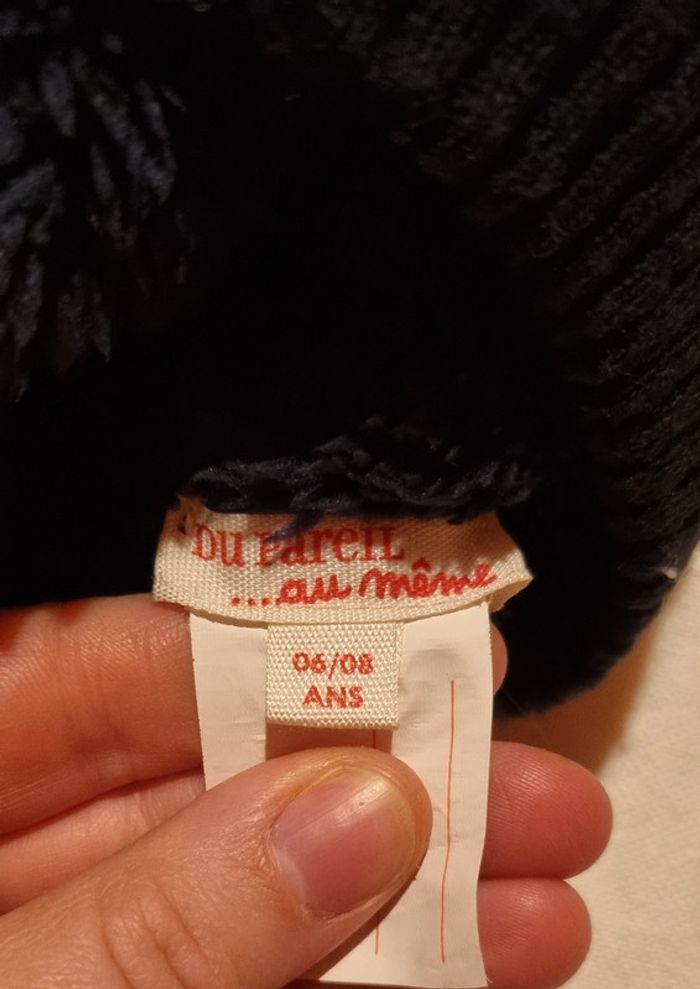 DU PAREIL
...au même
06/08
ANS